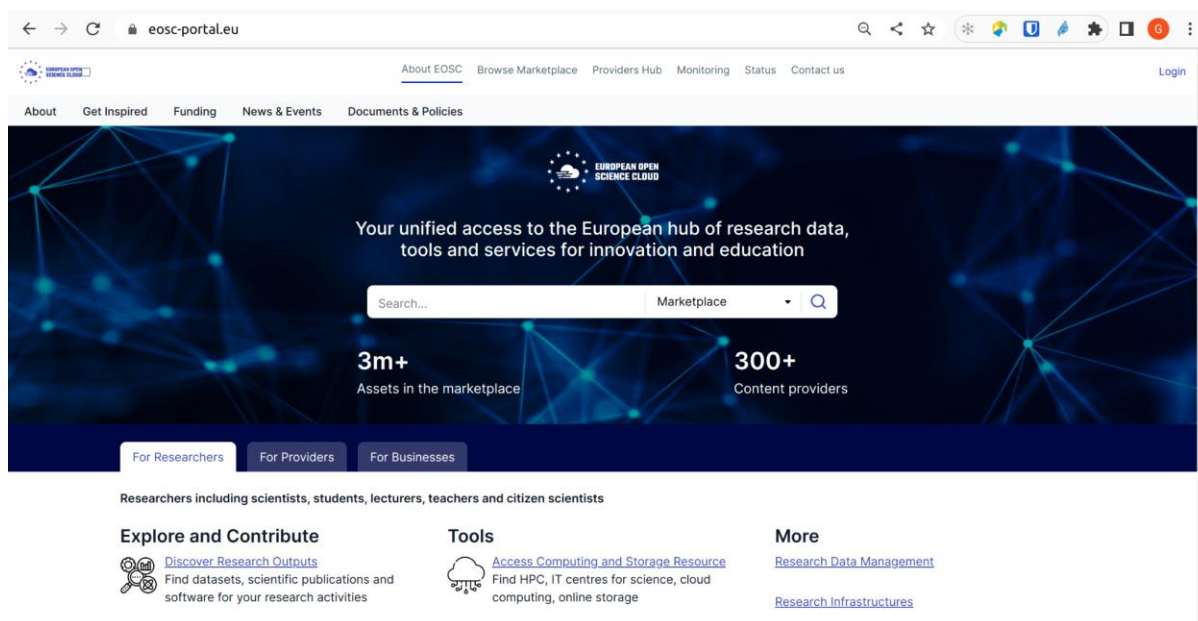 eosc-portal.eu
G
EUROPEAN OPEN
SCIENCE CLOUD
About EOSC Browse Marketplace Providers Hub Monitoring Status Contact us
Login
About Get Inspired Funding News & Events Documents & Policies
EUROPEAN OPEN
SCIENCE CLOUD
Your unified access to the European hub of research data,
tools and services for innovation and education
Search... Marketplace
3m+ 300+
Assets in the marketplace Content providers
For Researchers For Providers For Businesses
Researchers including scientists, students, lecturers, teachers and citizen scientists
Explore and Contribute Tools More
Discover Research Outputs Access Computing and Storage Resource Research Data Management
Find datasets, scientific publications and Find HPC, IT centres for science, cloud
software for your research activities computing, online storage
Research Infrastructures